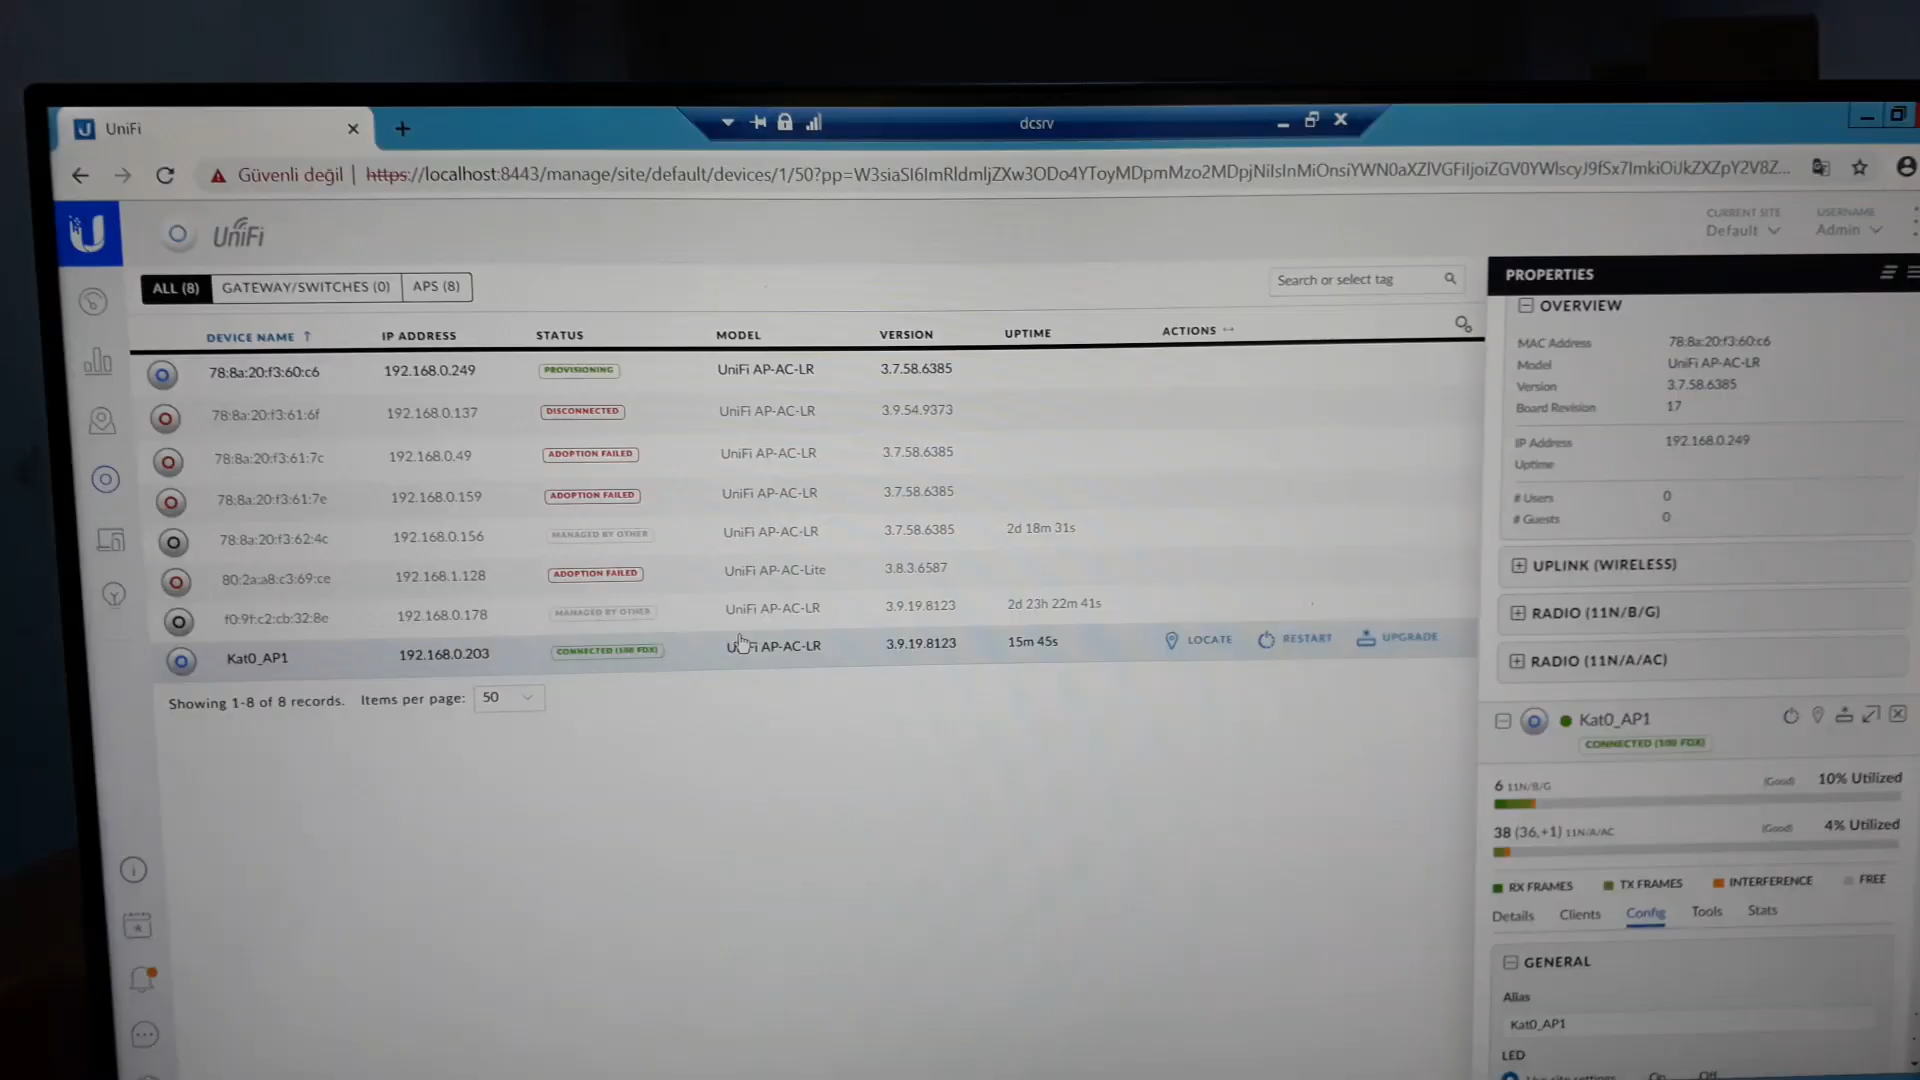 UniFi
dcsrv
Güvenli değil | https://localhost:8443/manage/site/default/devices/1/50?pp=
UniFi
CURRENT SITE
Default
USERNAME
Admin
ALL (8) GATEWAY/SWITCHES (0) APS (8)
Search or select tag
DEVICE NAME ↑ IP ADDRESS STATUS MODEL VERSION UPTIME ACTIONS
78:8a:20:f3:60:c6 192.168.0.249 PROVISIONING UniFi AP-AC-LR 3.7.58.6385
78:8a:20:f3:61:6f 192.168.0.137 DISCONNECTED UniFi AP-AC-LR 3.9.54.9373
78:8a:20:f3:61:7c 192.168.0.49 ADOPTION FAILED UniFi AP-AC-LR 3.7.58.6385
78:8a:20:f3:61:7e 192.168.0.159 ADOPTION FAILED UniFi AP-AC-LR 3.7.58.6385
78:8a:20:f3:62:4c 192.168.0.156 MANAGED BY OTHER UniFi AP-AC-LR 3.7.58.6385 2d 18m 31s
80:2a:a8:c3:69:ce 192.168.1.128 ADOPTION FAILED UniFi AP-AC-Lite 3.8.3.6587
f0:9f:c2:cb:32:8e 192.168.0.178 MANAGED BY OTHER UniFi AP-AC-LR 3.9.19.8123 2d 23h 22m 41s
Kat0_AP1 192.168.0.203 CONNECTED (100 FDX) UniFi AP-AC-LR 3.9.19.8123 15m 45s LOCATE RESTART UPGRADE
Showing 1-8 of 8 records. Items per page: 50
PROPERTIES
OVERVIEW
MAC Address 78:8a:20:f3:60:c6
Model UniFi AP-AC-LR
Version 3.7.58.6385
Board Revision 17
IP Address 192.168.0.249
Uptime
# Users 0
# Guests 0
UPLINK (WIRELESS)
RADIO (11N/B/G)
RADIO (11N/A/AC)
Kat0_AP1
CONNECTED (100 FDX)
6 11N/B/G (Good) 10% Utilized
38 (36,+1) 11N/A/AC (Good) 4% Utilized
RX FRAMES TX FRAMES INTERFERENCE FREE
Details Clients Config Tools Stats
GENERAL
Alias
Kat0_AP1
LED